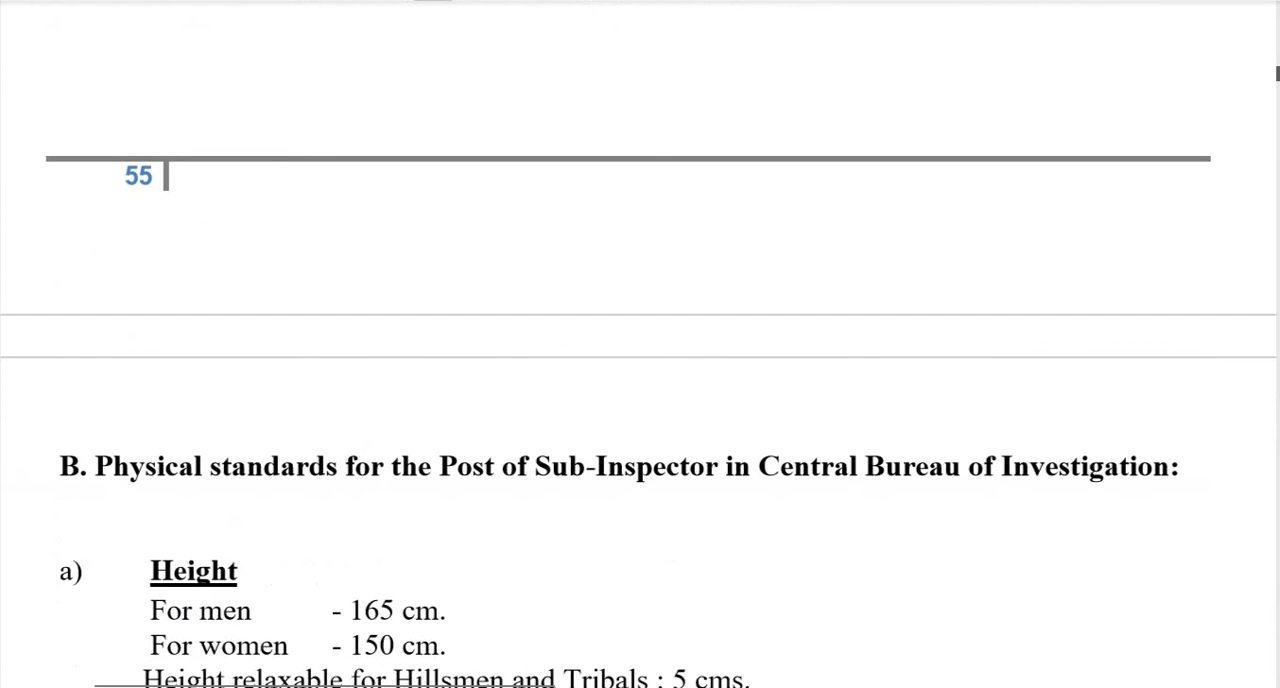 55
B. Physical standards for the Post of Sub-Inspector in Central Bureau of Investigation:
a) Height
For men - 165 cm.
For women - 150 cm.
Height relaxable for Hillsmen and Tribals : 5 cms.